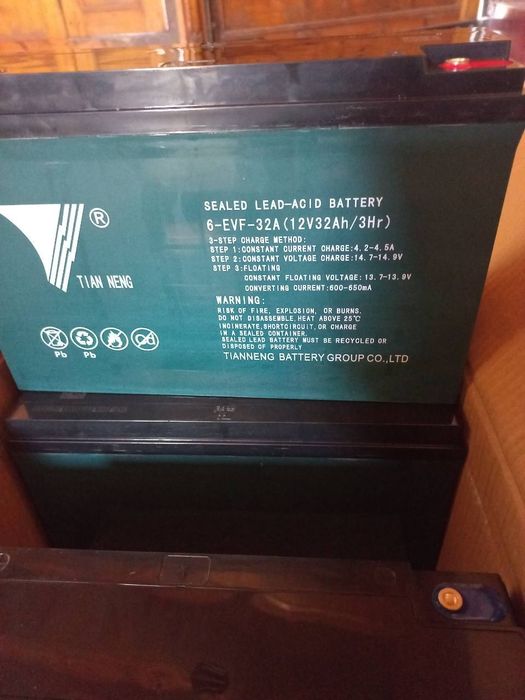 SEALED LEAD-ACID BATTERY
6-EVF-32A(12V32Ah/3Hr)
3-STEP CHARGE METHOD:
STEP 1:CONSTANT CURRENT CHARGE:4.2-4.5A
STEP 2:CONSTANT VOLTAGE CHARGE:14.7-14.9V
STEP 3:FLOATING
CONSTANT FLOATING VOLTAGE:13.7-13.9V
CONVERTING CURRENT:600-650mA
®
TIAN NENG
WARNING:
RISK OF FIRE, EXPLOSION, OR BURNS.
DO NOT DISASSEMBLE,HEAT ABOVE 25℃
INCINERATE,SHORTCIRCUIT,OR CHARGE
IN A SEALED CONTAINER.
SEALED LEAD BATTERY MUST BE RECYCLED OR
DISPOSED OF PROPERLY
TIANNENG BATTERY GROUP CO.,LTD
Pb Pb